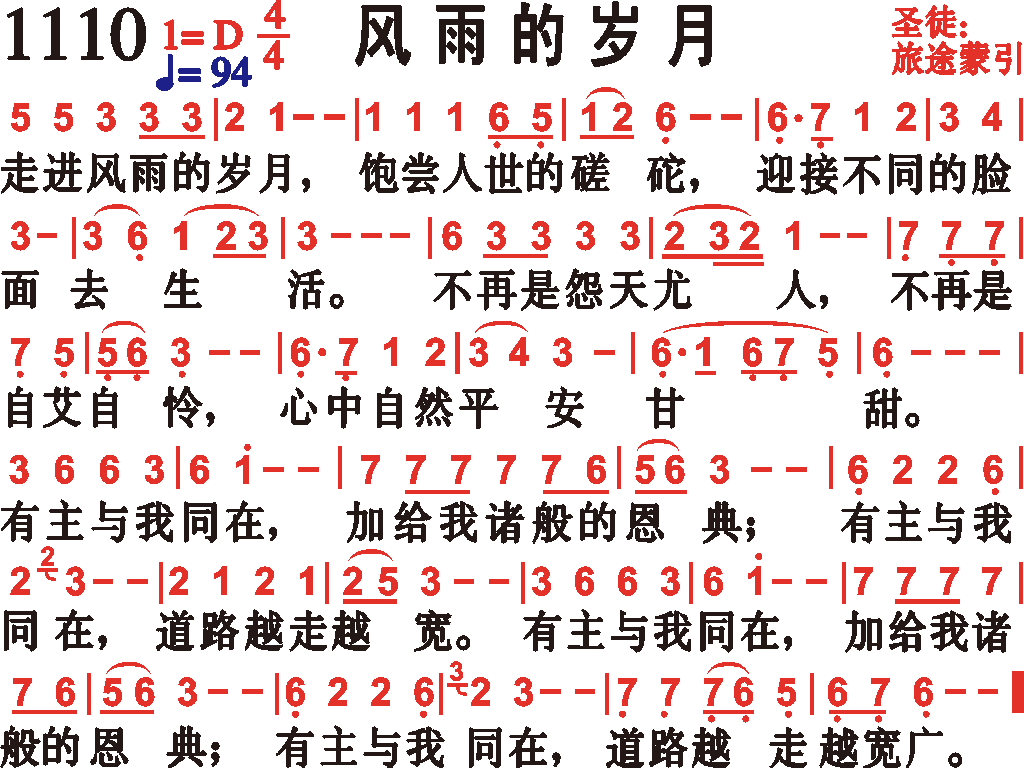 1110 1=D 4/4 风雨的岁月 圣徒:
♩=94 旅途蒙引
5 5 3 3 3|2 1--|1 1 1 6 5|1 2 6--|6·7 1 2|3 4
走进风雨的岁月，饱尝人世的磋 砣，迎接不同的脸
3-|3 6 1 2 3|3---|6 3 3 3 3|2 3 2 1--|7 7 7
面 去 生 活。 不再是怨天尤 人，不再是
7 5|5 6 3--|6·7 1 2|3 4 3-|6·1 6 7 5|6---
自艾自 怜，心中自然平 安 甘 甜。
3 6 6 3|6 1--|7 7 7 7 7 6|5 6 3--|6 2 2 6
有主与我同在，加给我诸般的恩 典；有主与我
2 2 3--|2 1 2 1|2 5 3--|3 6 6 3|6 1--|7 7 7 7
同在，道路越走越 宽。有主与我同在，加给我诸
7 6|5 6 3--|6 2 2 6|3 2 3--|7 7 7 6 5|6 7 6--
般的恩 典；有主与我 同在，道路越 走越宽广。